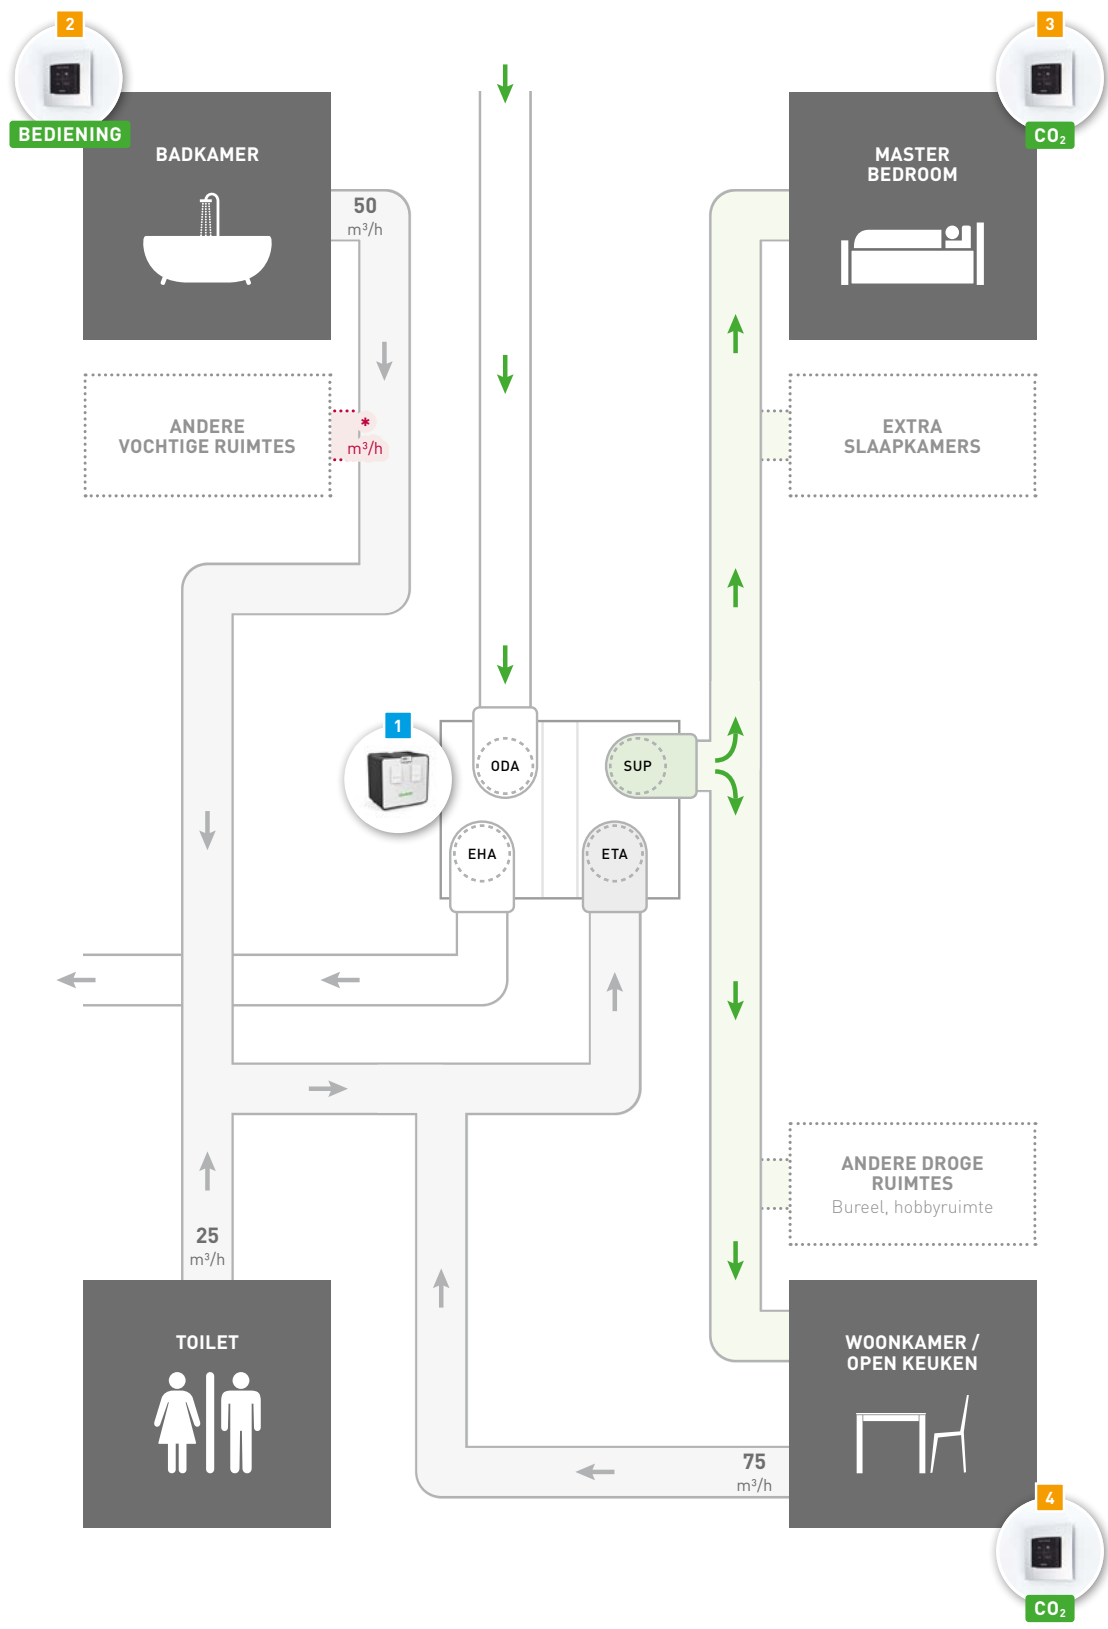 2
BEDIENING
BADKAMER
50
m³/h
3
CO₂
MASTER
BEDROOM
ANDERE
VOCHTIGE RUIMTES
*
m³/h
EXTRA
SLAAPKAMERS
1
ODA
SUP
EHA
ETA
ANDERE DROGE
RUIMTES
Bureel, hobbyruimte
25
m³/h
TOILET
WOONKAMER /
OPEN KEUKEN
75
m³/h
4
CO₂